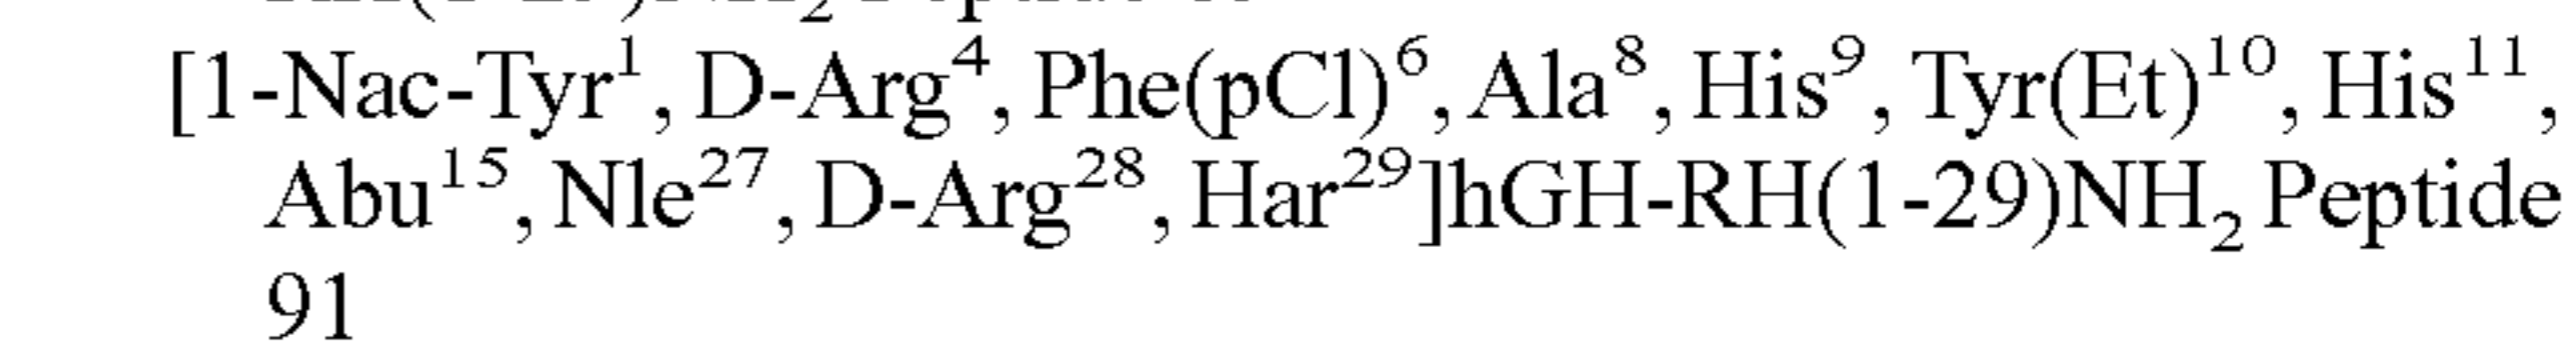 [1-Nac-Tyr¹, D-Arg⁴, Phe(pCl)⁶, Ala⁸, His⁹, Tyr(Et)¹⁰, His¹¹,
Abu¹⁵, Nle²⁷, D-Arg²⁸, Har²⁹]hGH-RH(1-29)NH₂ Peptide
91